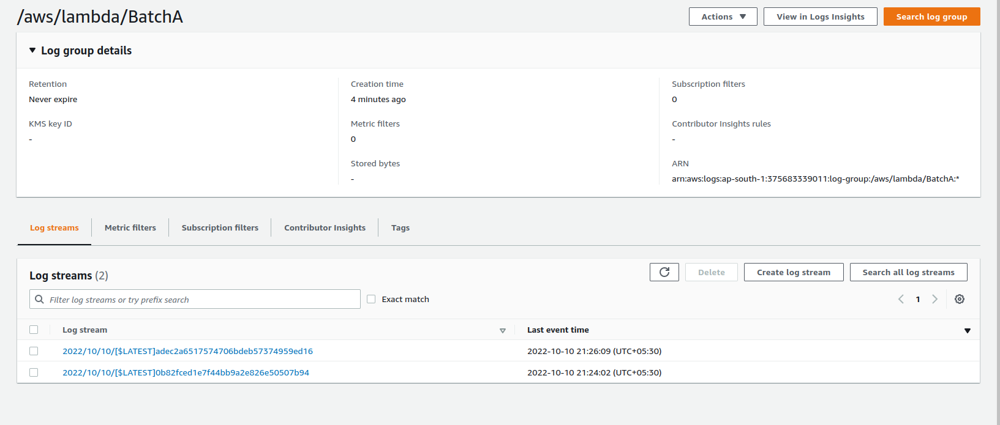 /aws/lambda/BatchA
Actions
View in Logs Insights
Search log group
Log group details
Retention
Never expire
KMS key ID
-
Creation time
4 minutes ago
Metric filters
0
Stored bytes
-
Subscription filters
0
Contributor Insights rules
-
ARN
arn:aws:logs:ap-south-1:375683339011:log-group:/aws/lambda/BatchA:*
Log streams
Metric filters
Subscription filters
Contributor Insights
Tags
Log streams (2)
Delete
Create log stream
Search all log streams
Filter log streams or try prefix search
Exact match
1
Log stream
Last event time
2022/10/10/[$LATEST]adec2a6517574706bdeb57374959ed16
2022-10-10 21:26:09 (UTC+05:30)
2022/10/10/[$LATEST]0b82fced1e7f44bb9a2e826e50507b94
2022-10-10 21:24:02 (UTC+05:30)